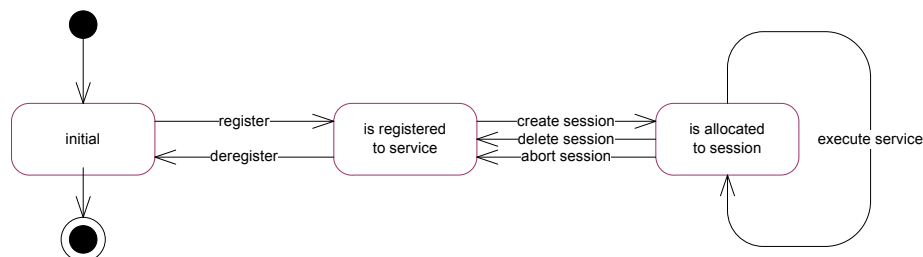 initial
register
deregister
is registered
to service
create session
delete session
abort session
is allocated
to session
execute service